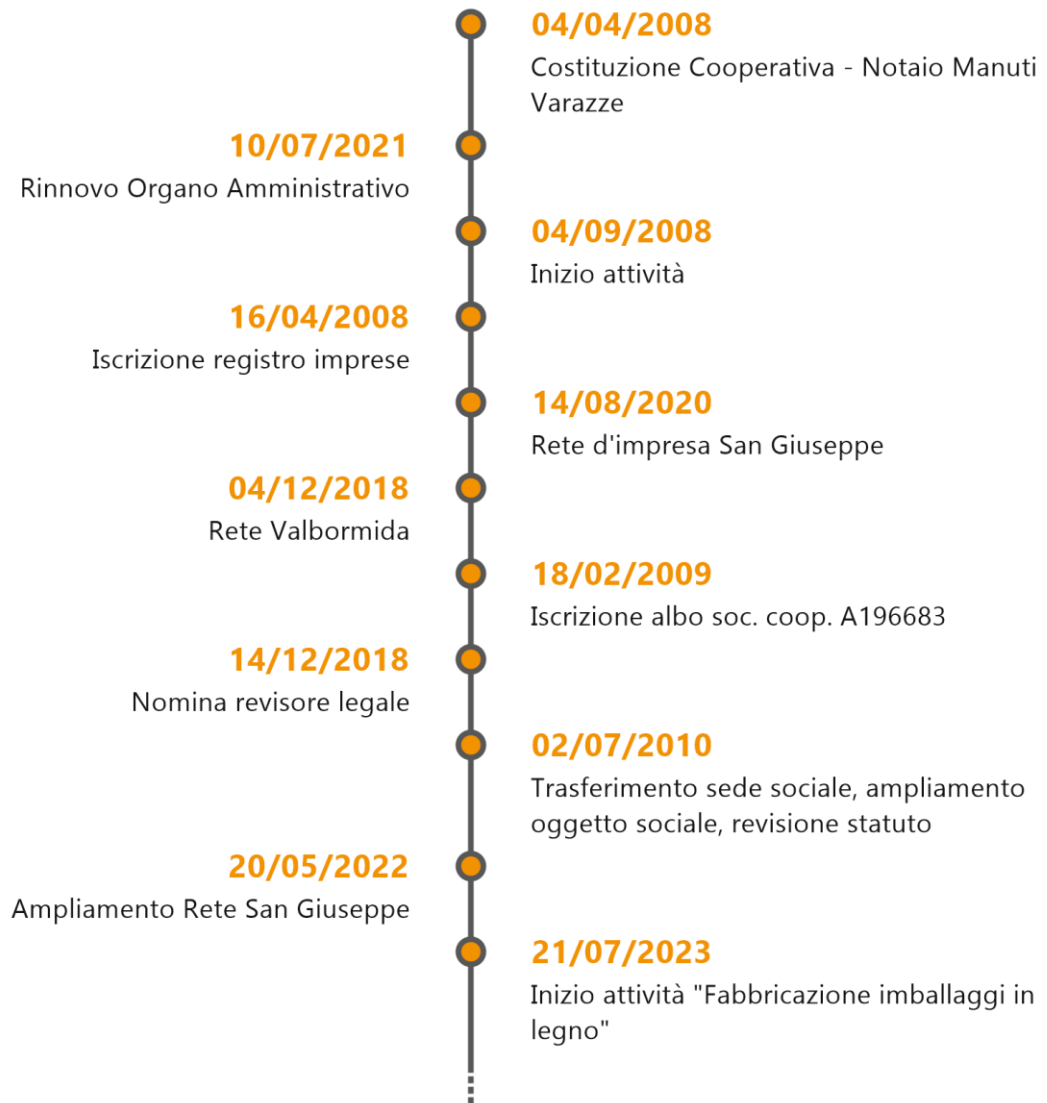 04/04/2008
Costituzione Cooperativa - Notaio Manuti
Varazze
10/07/2021
Rinnovo Organo Amministrativo
04/09/2008
Inizio attività
16/04/2008
Iscrizione registro imprese
14/08/2020
Rete d'impresa San Giuseppe
04/12/2018
Rete Valbormida
18/02/2009
Iscrizione albo soc. coop. A196683
14/12/2018
Nomina revisore legale
02/07/2010
Trasferimento sede sociale, ampliamento
oggetto sociale, revisione statuto
20/05/2022
Ampliamento Rete San Giuseppe
21/07/2023
Inizio attività "Fabbricazione imballaggi in
legno"